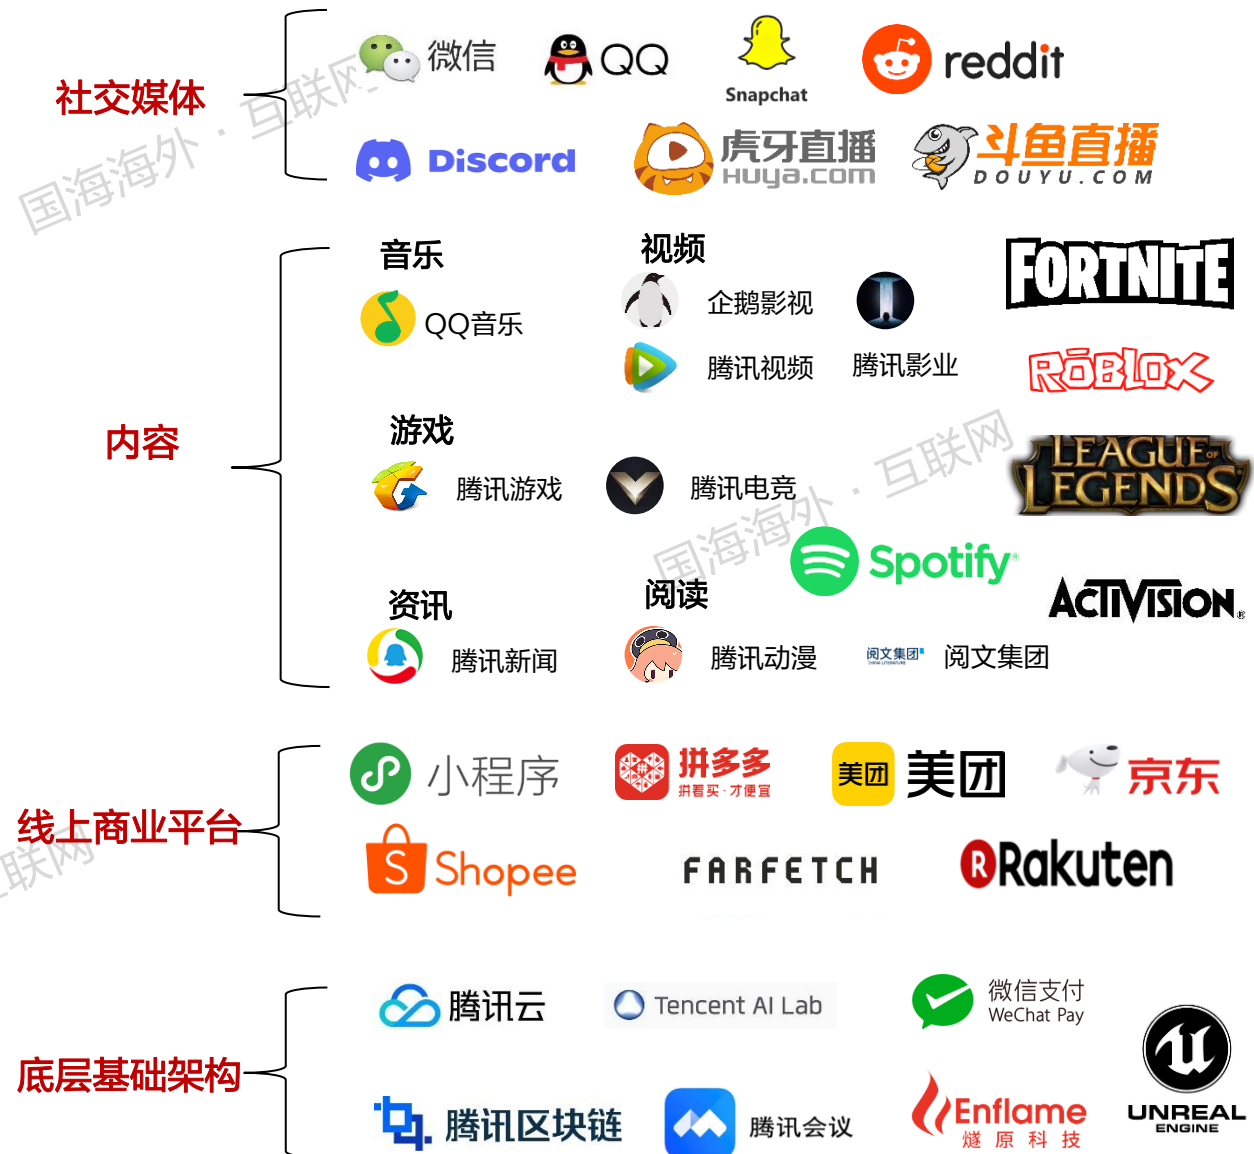 社交媒体
微信
QQ
Snapchat
reddit
Discord
虎牙直播
HUYa.com
斗鱼直播
DOUYU.COM
国海海外·互联网
内容
音乐
QQ音乐
视频
企鹅影视
腾讯视频
腾讯影业
FORTNITE
ROBLOX
游戏
腾讯游戏
腾讯电竞
LEAGUE OF
LEGENDS
国海海外·互联网
Spotify®
ACTIVISION®
资讯
腾讯新闻
阅读
腾讯动漫
阅文集团
CHINA LITERATURE
阅文集团
线上商业平台
互联网
小程序
拼
拼多多
拼着买·才便宜
美团
美团
京东
S
Shopee
FARFETCH
R
Rakuten
底层基础架构
腾讯云
Tencent AI Lab
微信支付
WeChat Pay
腾讯区块链
腾讯会议
Enflame
燧原科技
UNREAL
ENGINE